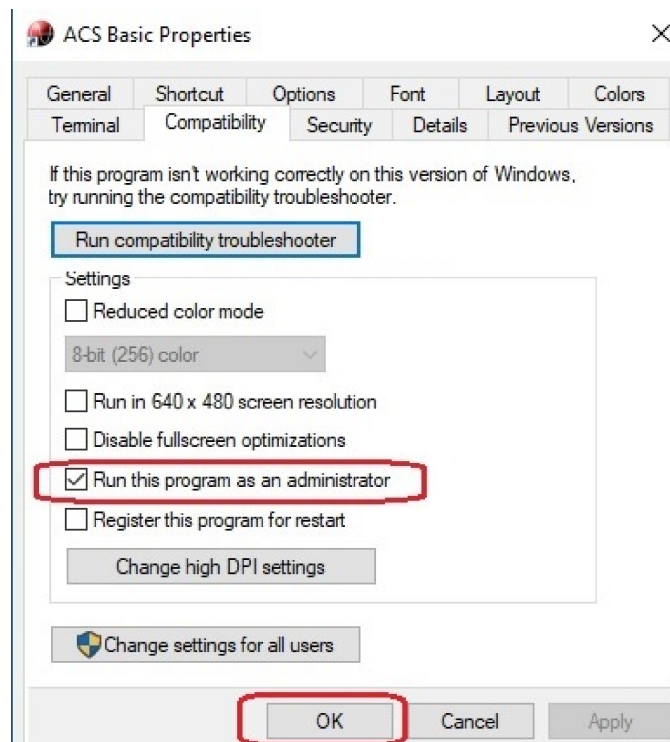 ACS Basic Properties
General Shortcut Options Font Layout Colors
Terminal Compatibility Security Details Previous Versions
If this program isn't working correctly on this version of Windows,
try running the compatibility troubleshooter.
Run compatibility troubleshooter
Settings
Reduced color mode
8-bit (256) color
Run in 640 x 480 screen resolution
Disable fullscreen optimizations
Run this program as an administrator
Register this program for restart
Change high DPI settings
Change settings for all users
OK Cancel Apply